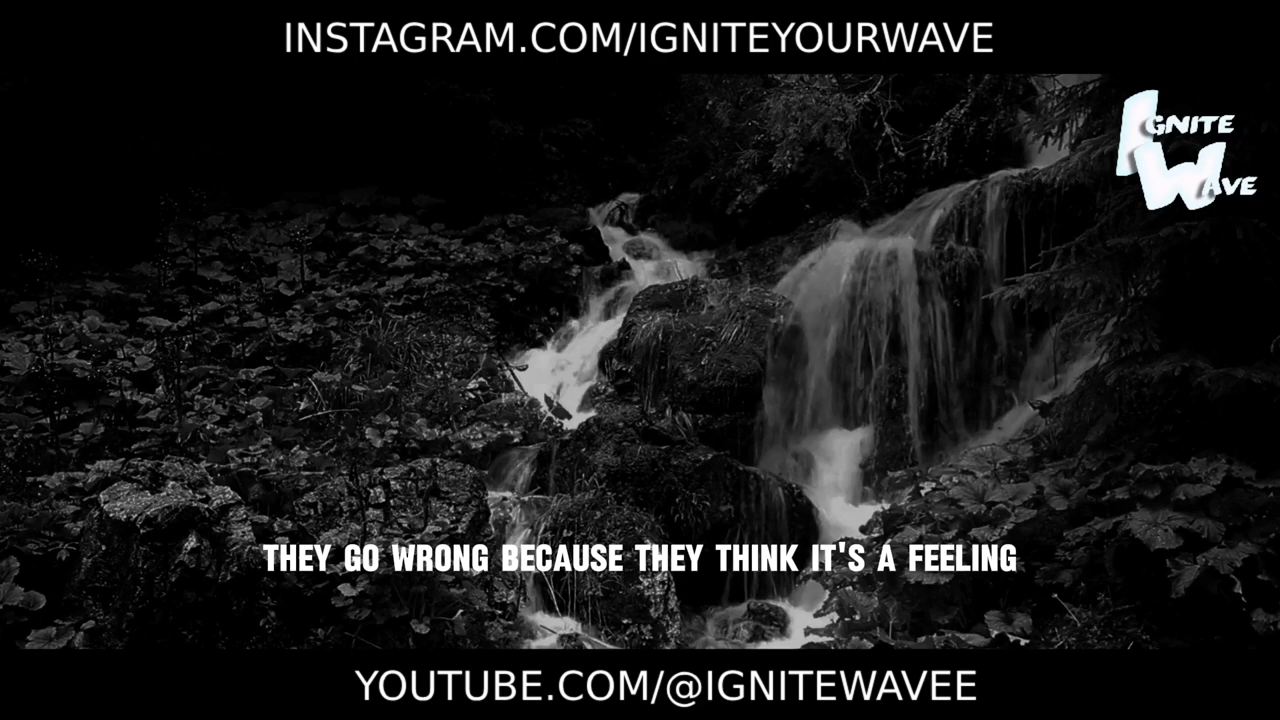 INSTAGRAM.COM/IGNITEYOURWAVE
IGNITE
WAVE
THEY GO WRONG BECAUSE THEY THINK IT'S A FEELING
YOUTUBE.COM/@IGNITEWAVEE